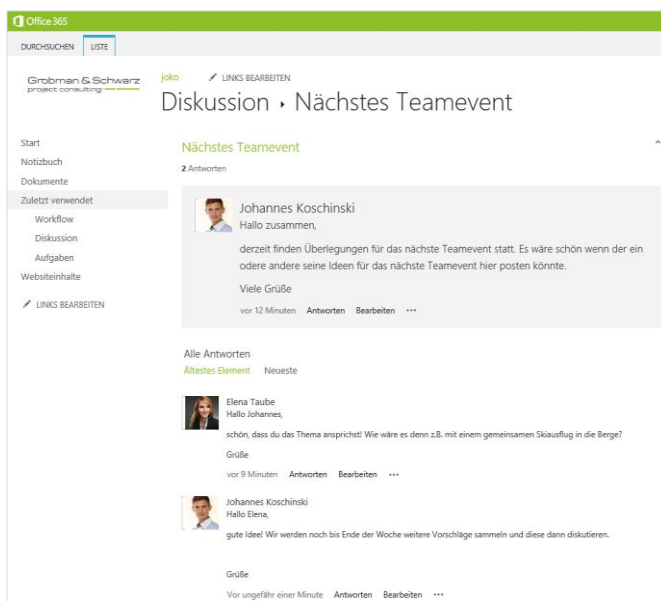 Office 365
DURCHSUCHEN LISTE
Grobman & Schwarz
project consulting
joko LINKS BEARBEITEN
Diskussion › Nächstes Teamevent
Start
Notizbuch
Dokumente
Zuletzt verwendet
Workflow
Diskussion
Aufgaben
Websiteinhalte
LINKS BEARBEITEN
Nächstes Teamevent
2 Antworten
Johannes Koschinski
Hallo zusammen,
derzeit finden Überlegungen für das nächste Teamevent statt. Es wäre schön wenn der ein
odere andere seine Ideen für das nächste Teamevent hier posten könnte.
Viele Grüße
vor 12 Minuten Antworten Bearbeiten ...
Alle Antworten
Ältestes Element Neueste
Elena Taube
Hallo Johannes,
schön, dass du das Thema ansprichst! Wie wäre es denn z.B. mit einem gemeinsamen Skiausflug in die Berge?
Grüße
vor 9 Minuten Antworten Bearbeiten ...
Johannes Koschinski
Hallo Elena,
gute Idee! Wir werden noch bis Ende der Woche weitere Vorschläge sammeln und diese dann diskutieren.
Grüße
Vor ungefähr einer Minute Antworten Bearbeiten ...